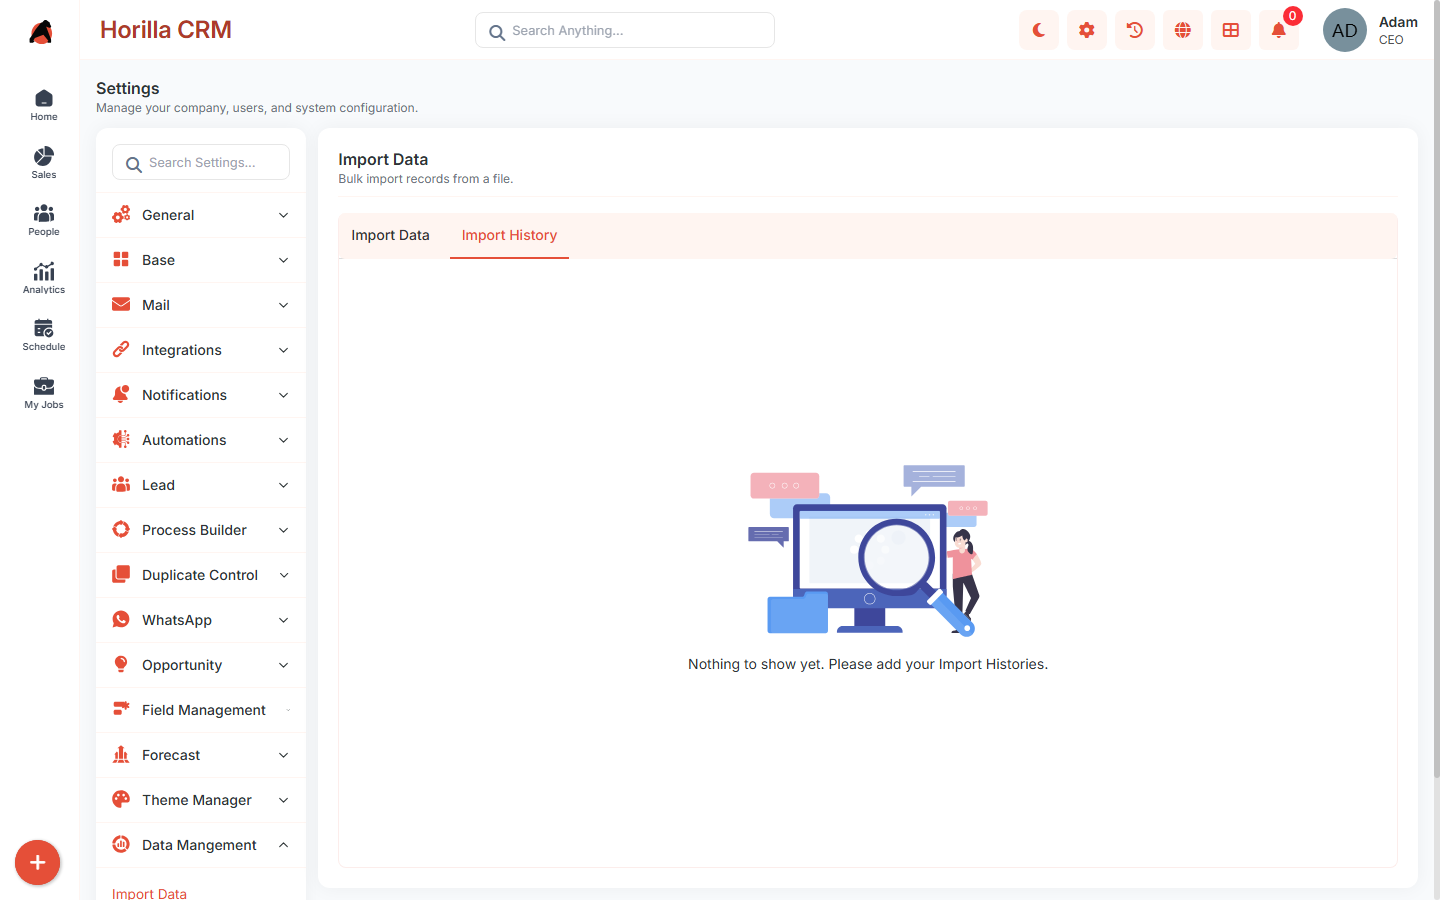 Horilla CRM
Search Anything...
0
AD
Adam
CEO
Home
Sales
People
Analytics
Schedule
My Jobs
Settings
Manage your company, users, and system configuration.
Search Settings...
General
Base
Mail
Integrations
Notifications
Automations
Lead
Process Builder
Duplicate Control
WhatsApp
Opportunity
Field Management
Forecast
Theme Manager
Data Mangement
Import Data
Import Data
Bulk import records from a file.
Import Data
Import History
Nothing to show yet. Please add your Import Histories.